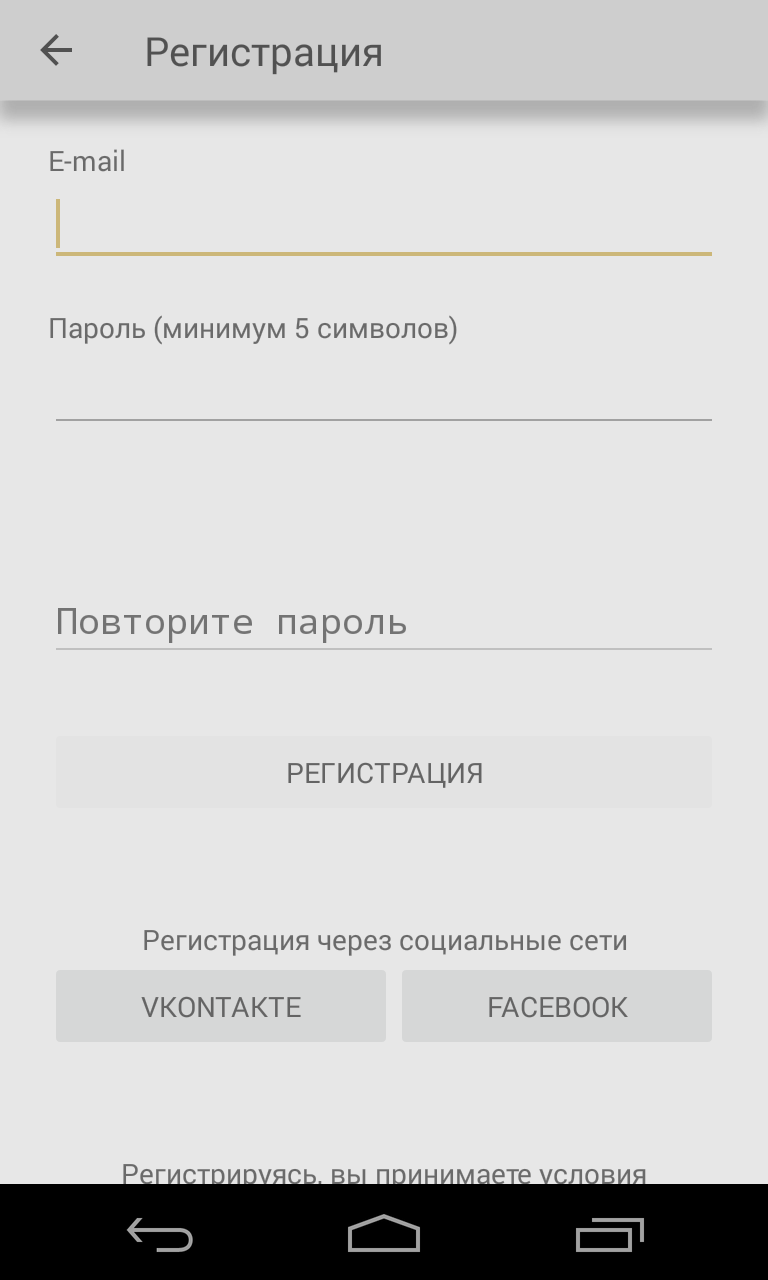 Регистрация
E-mail
Пароль (минимум 5 символов)
Повторите пароль
РЕГИСТРАЦИЯ
Регистрация через социальные сети
VKONTAKTE
FACEBOOK
Регистрируясь, вы принимаете условия